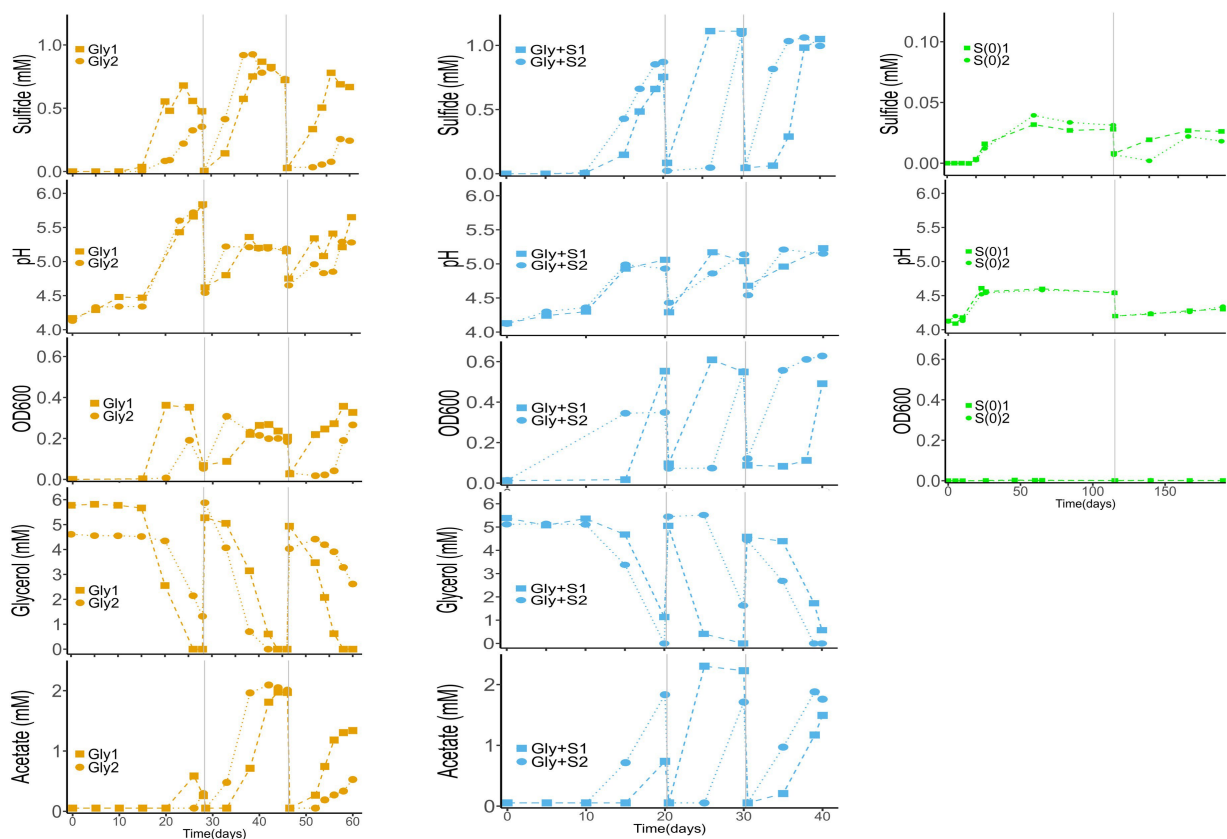 Sulfide (mM)
1.0
0.5
0.0
Gly1
Gly2
pH
6.0
5.5
5.0
4.5
4.0
Gly1
Gly2
OD600
0.6
0.4
0.2
0.0
Gly1
Gly2
Glycerol (mM)
6
5
4
3
2
1
0
Gly1
Gly2
Acetate (mM)
2
1
0
Gly1
Gly2
0 10 20 30 40 50 60
Time(days)
Sulfide (mM)
1.0
0.5
0.0
Gly+S1
Gly+S2
pH
6.0
5.5
5.0
4.5
4.0
Gly+S1
Gly+S2
OD600
0.6
0.4
0.2
0.0
Gly+S1
Gly+S2
Glycerol (mM)
6
5
4
3
2
1
0
Gly+S1
Gly+S2
Acetate (mM)
2
1
0
Gly+S1
Gly+S2
0 10 20 30 40
Time(days)
Sulfide (mM)
0.10
0.05
0.00
S(0)1
S(0)2
pH
6.0
5.5
5.0
4.5
4.0
S(0)1
S(0)2
OD600
0.6
0.4
0.2
0.0
S(0)1
S(0)2
0 50 100 150
Time(days)